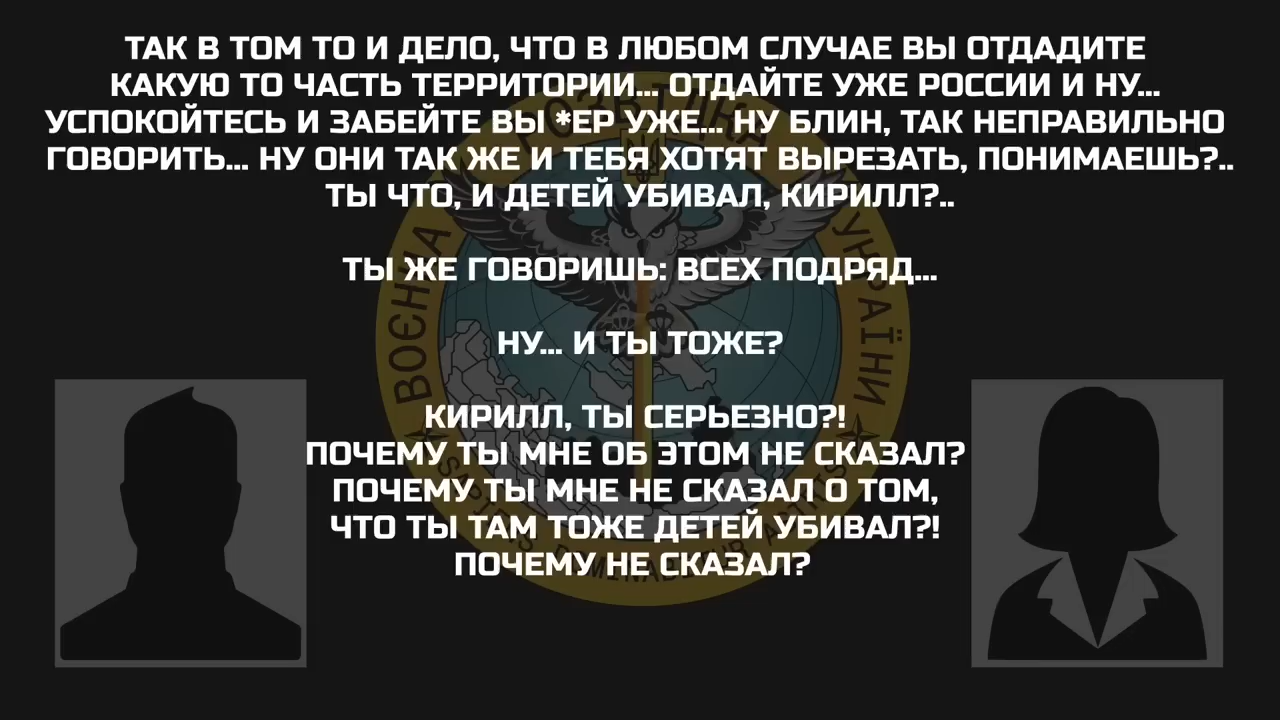 ТАК В ТОМ ТО И ДЕЛО, ЧТО В ЛЮБОМ СЛУЧАЕ ВЫ ОТДАДИТЕ
КАКУЮ ТО ЧАСТЬ ТЕРРИТОРИИ... ОТДАЙТЕ УЖЕ РОССИИ И НУ...
УСПОКОЙТЕСЬ И ЗАБЕЙТЕ ВЫ *ЕР УЖЕ... НУ БЛИН, ТАК НЕПРАВИЛЬНО
ГОВОРИТЬ... НУ ОНИ ТАК ЖЕ И ТЕБЯ ХОТЯТ ВЫРЕЗАТЬ, ПОНИМАЕШЬ?..
ТЫ ЧТО, И ДЕТЕЙ УБИВАЛ, КИРИЛЛ?..
ТЫ ЖЕ ГОВОРИШЬ: ВСЕХ ПОДРЯД...
НУ... И ТЫ ТОЖЕ?
КИРИЛЛ, ТЫ СЕРЬЕЗНО?!
ПОЧЕМУ ТЫ МНЕ ОБ ЭТОМ НЕ СКАЗАЛ?
ПОЧЕМУ ТЫ МНЕ НЕ СКАЗАЛ О ТОМ,
ЧТО ТЫ ТАМ ТОЖЕ ДЕТЕЙ УБИВАЛ?!
ПОЧЕМУ НЕ СКАЗАЛ?
ВОЄННА РОЗВІДКА УКРАЇНИ